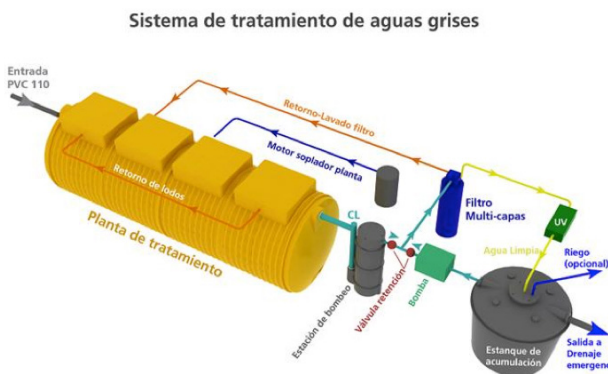 Sistema de tratamiento de aguas grises
Entrada
PVC 110
Retorno-Lavado filtro
Motor soplador planta
Retorno de lodos
Planta de tratamiento
CL
Estación de bombeo
Válvula retención
Bomba
Filtro
Multi-capas
UV
Agua Limpia
Riego
(opcional)
Estanque de
acumulación
Salida a
Drenaje
emergenc